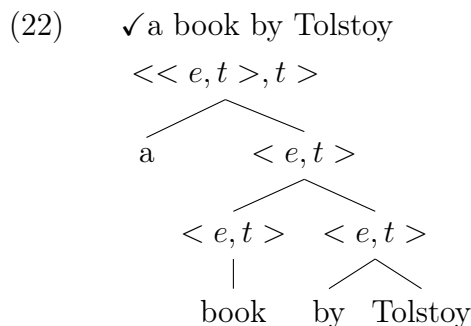 (22) ✓a book by Tolstoy
<< e, t >, t >
a < e, t >
< e, t > < e, t >
book by Tolstoy